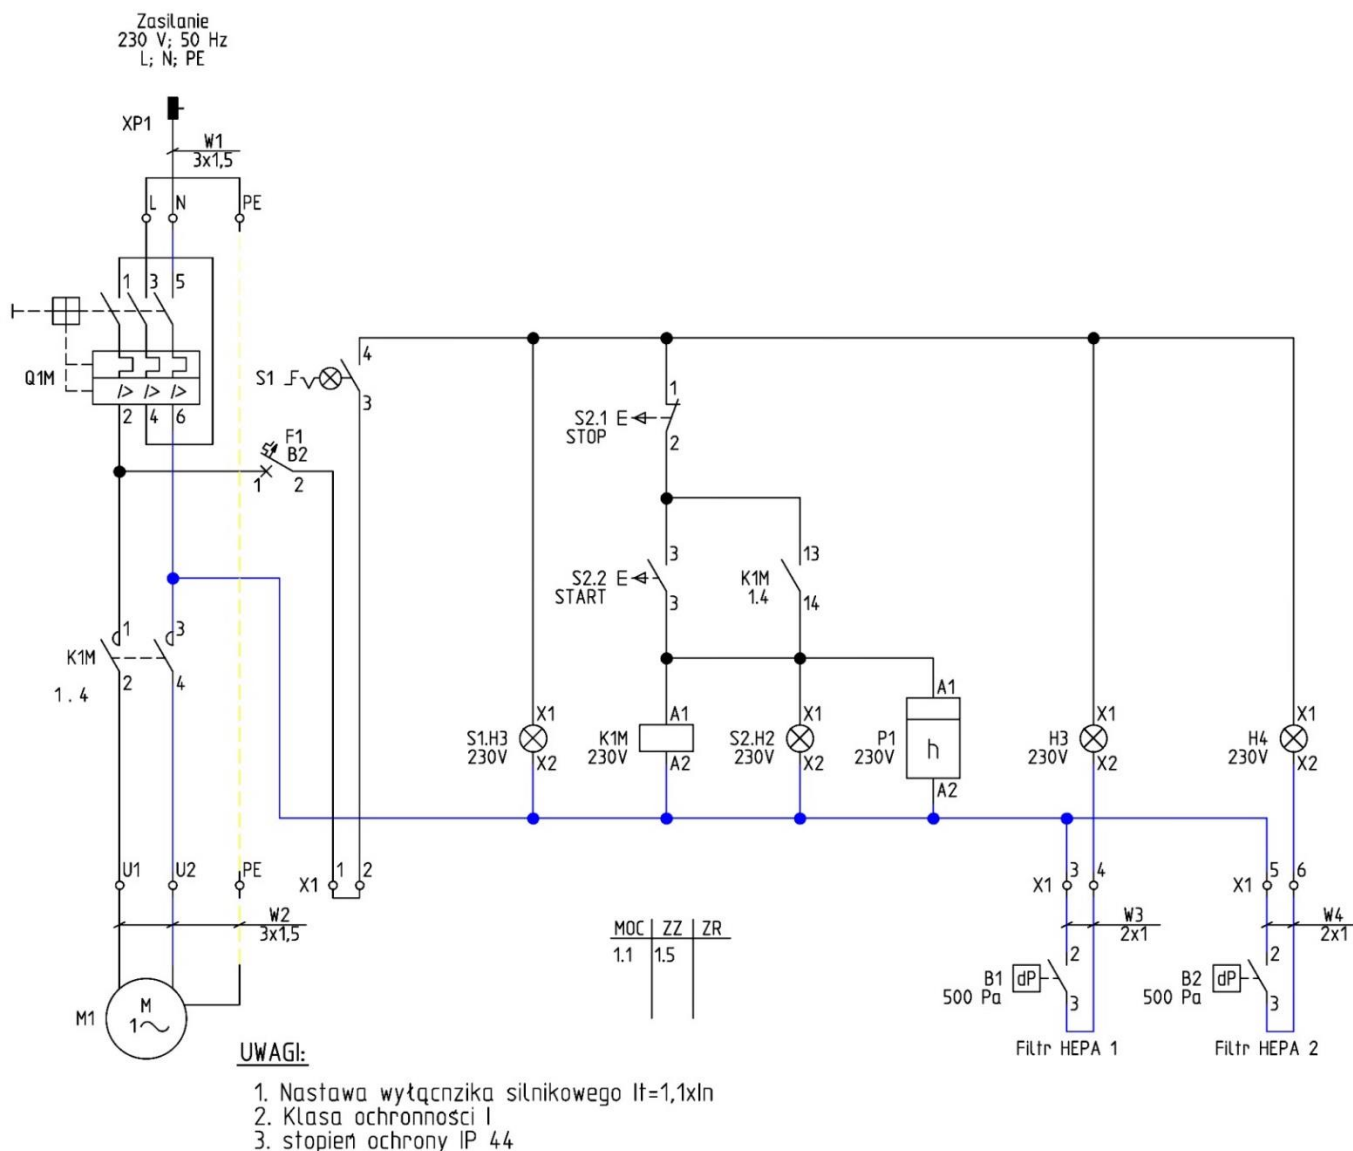 Zasilanie
230 V; 50 Hz
L; N; PE
XP1
W1
3x1,5
L N PE
1 3 5
Q1M
I> I> I>
2 4 6
F1
B2
1 2
S1
4
3
1
S2.1
STOP
2
3
S2.2
START
3
13
K1M
1.4
14
1 3
K1M
1. 4
2 4
X1
S1.H3
230V
X2
A1
K1M
230V
A2
X1
S2.H2
230V
X2
A1
P1
230V
h
A2
X1
H3
230V
X2
X1
H4
230V
X2
U1 U2 PE
X1 1 2
X1 3 4
X1 5 6
W2
3x1,5
W3
2x1
W4
2x1
MOC ZZ ZR
1.1 1.5
2
B1 dP
500 Pa
3
2
B2 dP
500 Pa
3
M1
M
1
Filtr HEPA 1
Filtr HEPA 2
UWAGI:
1. Nastawa wyłącnzika silnikowego It=1,1xIn
2. Klasa ochronności I
3. stopień ochrony IP 44